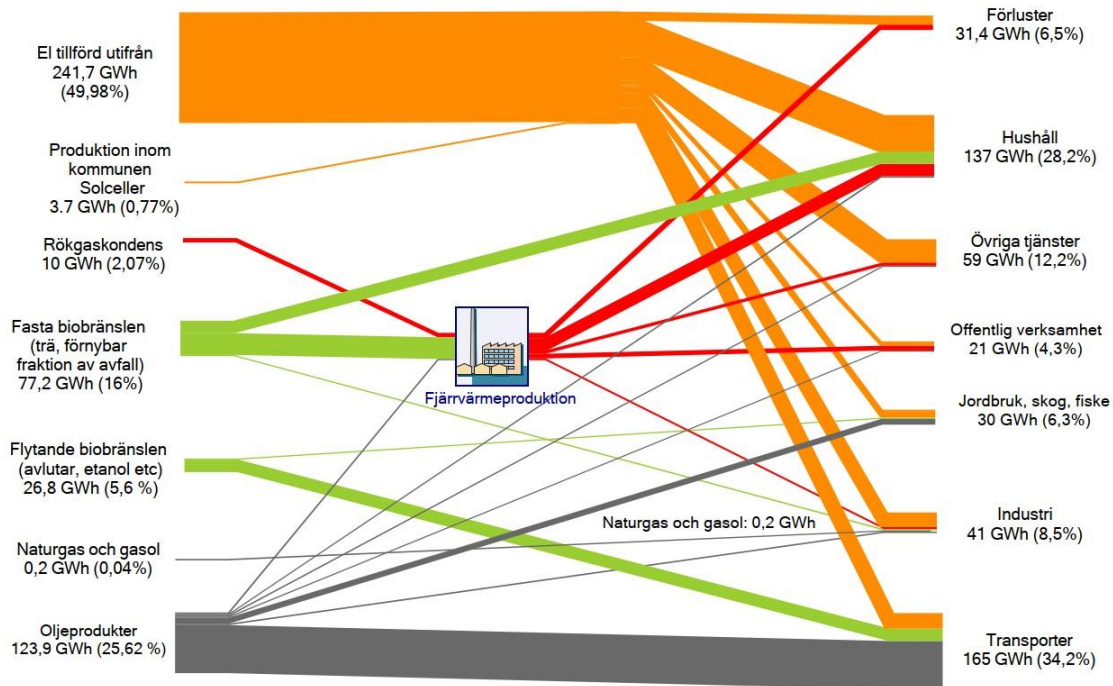 El tillförd utifrån
241,7 GWh
(49,98%)
Produktion inom
kommunen
Solceller
3.7 GWh (0,77%)
Rökgaskondens
10 GWh (2,07%)
Fasta biobränslen
(trä, förnybar
fraktion av avfall)
77,2 GWh (16%)
Flytande biobränslen
(avlutar, etanol etc)
26,8 GWh (5,6 %)
Naturgas och gasol
0,2 GWh (0,04%)
Oljeprodukter
123,9 GWh (25,62 %)
Fjärrvärmeproduktion
Naturgas och gasol: 0,2 GWh
Förluster
31,4 GWh (6,5%)
Hushåll
137 GWh (28,2%)
Övriga tjänster
59 GWh (12,2%)
Offentlig verksamhet
21 GWh (4,3%)
Jordbruk, skog, fiske
30 GWh (6,3%)
Industri
41 GWh (8,5%)
Transporter
165 GWh (34,2%)